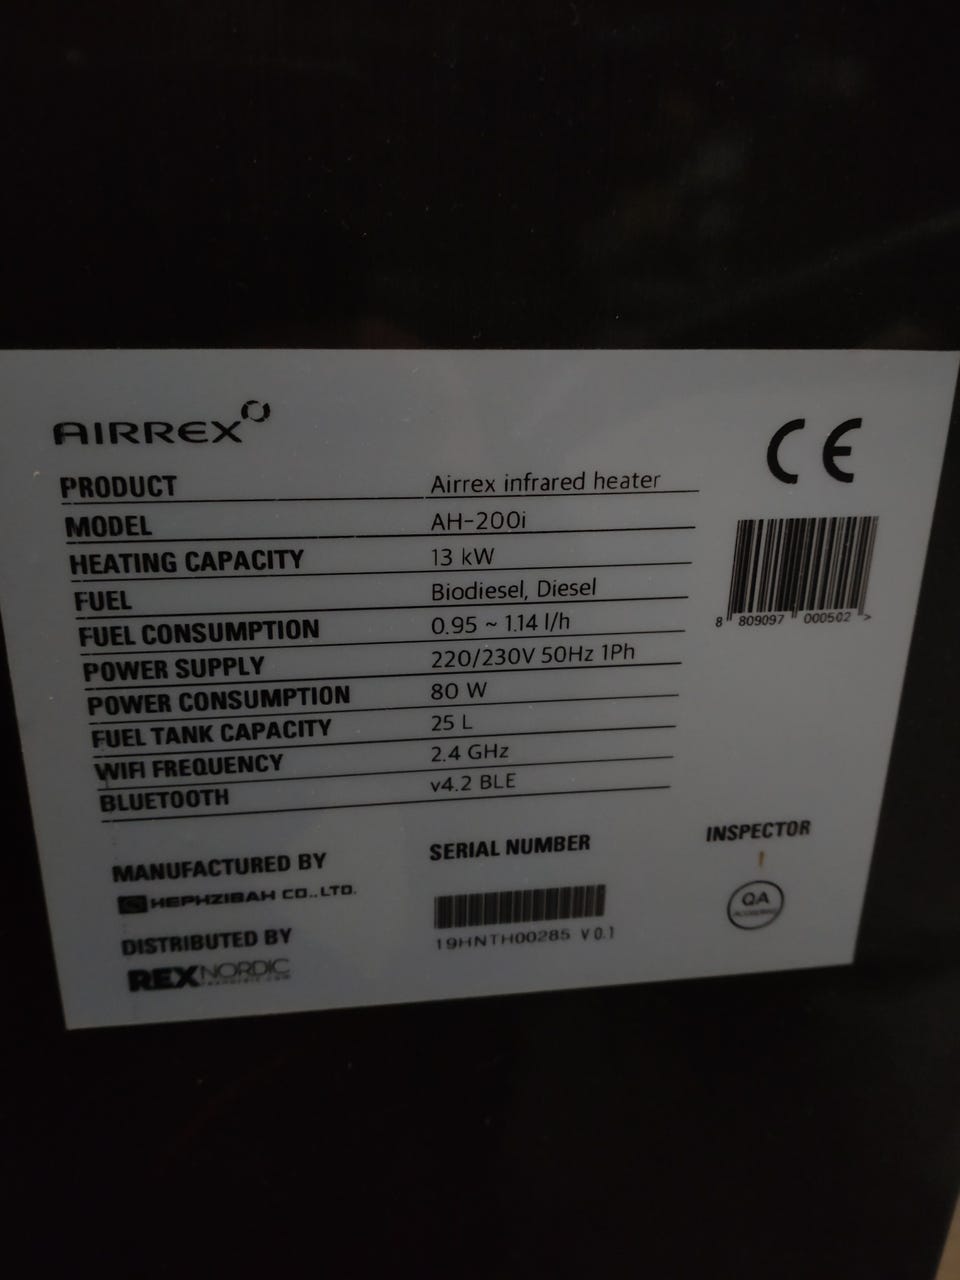 AIRREX
CE
PRODUCT Airrex infrared heater
MODEL AH-200i
HEATING CAPACITY 13 kW
FUEL Biodiesel, Diesel
FUEL CONSUMPTION 0.95 ~ 1.14 l/h
POWER SUPPLY 220/230V 50Hz 1Ph
POWER CONSUMPTION 80 W
FUEL TANK CAPACITY 25 L
WIFI FREQUENCY 2.4 GHz
BLUETOOTH v4.2 BLE
8 809097 000502 >
MANUFACTURED BY
HEPHZIBAH CO.,LTD.
DISTRIBUTED BY
REXNORDIC
SERIAL NUMBER
19HNTH00285 V 0.1
INSPECTOR
QA